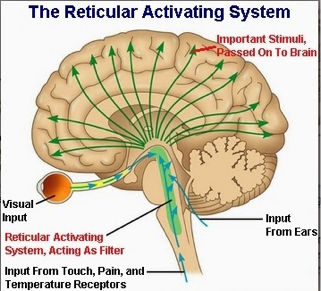 The Reticular Activating System
Important Stimuli,
Passed On To Brain
Visual
Input
Input
From Ears
Reticular Activating
System, Acting As Filter
Input From Touch, Pain, and
Temperature Receptors